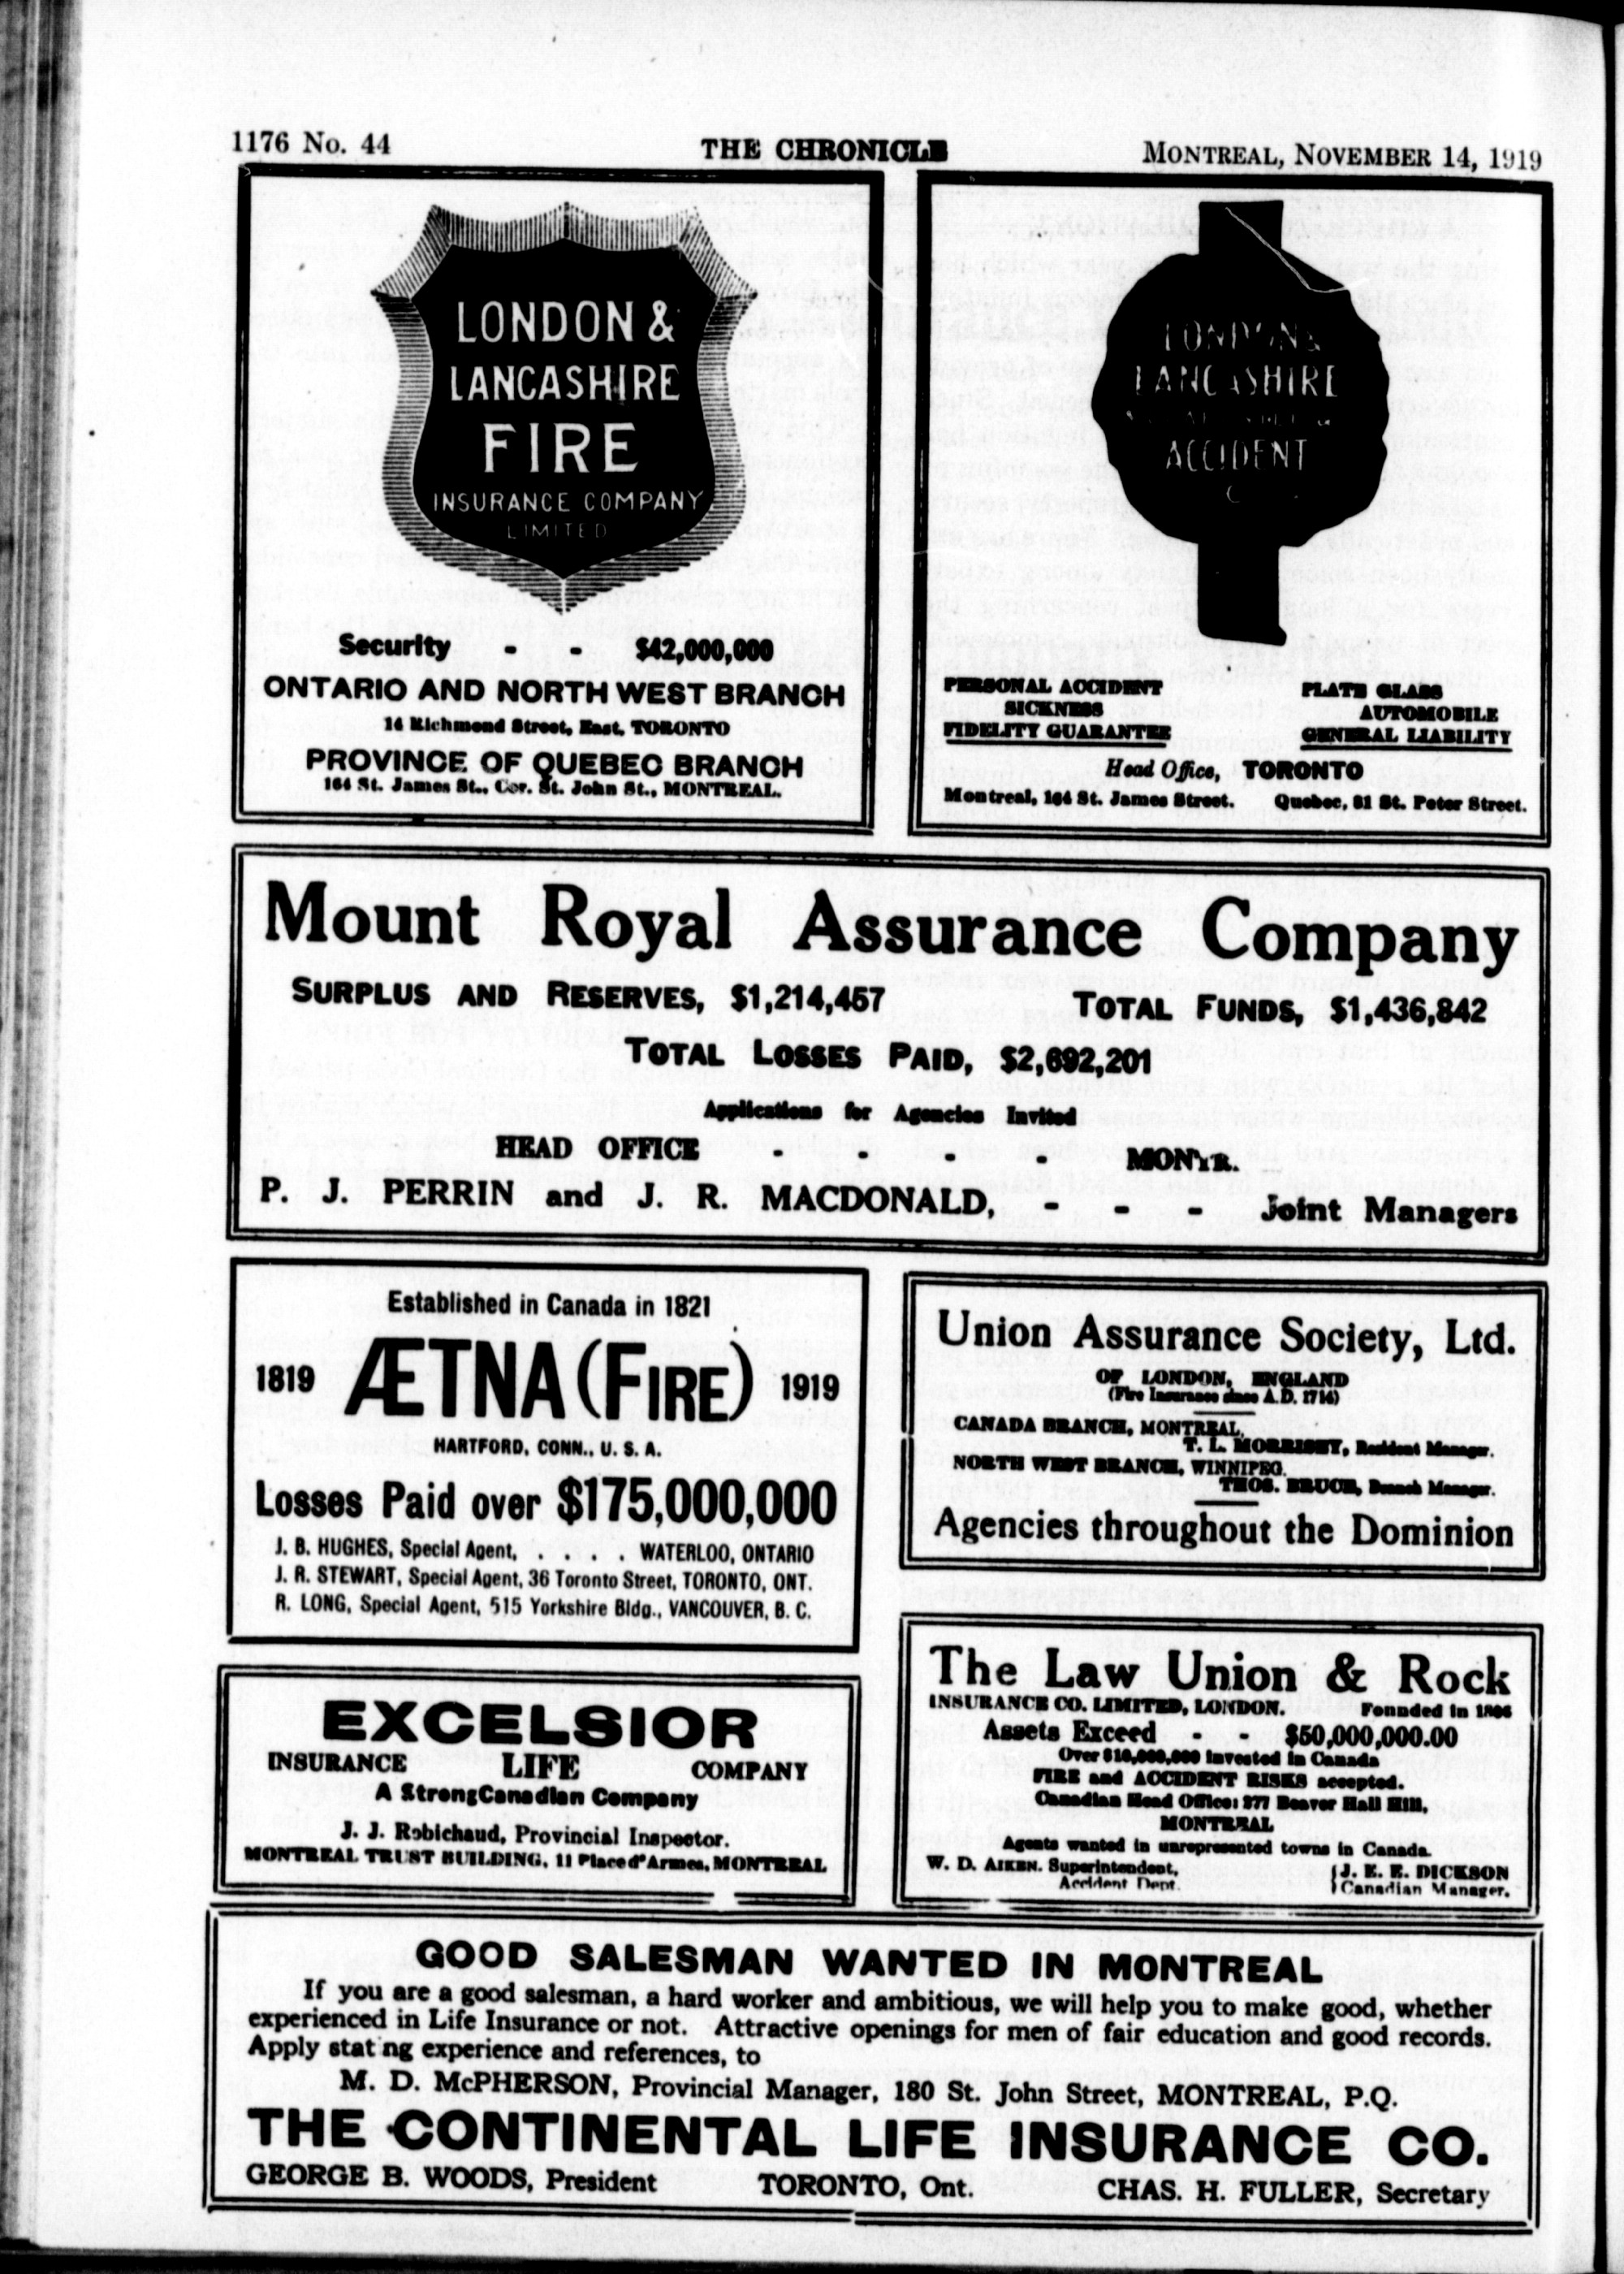 1176 No. 44
THE CHRONICLE
MONTREAL, NOVEMBER 14, 1919
LONDON &
LANCASHIRE
FIRE
INSURANCE COMPANY
LIMITED
Security - - $42,000,000
ONTARIO AND NORTH WEST BRANCH
14 Richmond Street, East, TORONTO
PROVINCE OF QUEBEC BRANCH
164 St. James St., Cor. St. John St., MONTREAL.
LONDON &
LANCASHIRE
ACCIDENT
PERSONAL ACCIDENT
SICKNESS
FIDELITY GUARANTEE
PLATE GLASS
AUTOMOBILE
GENERAL LIABILITY
Head Office, TORONTO
Montreal, 164 St. James Street. Quebec, 81 St. Peter Street.
Mount Royal Assurance Company
SURPLUS AND RESERVES, $1,214,457 TOTAL FUNDS, $1,436,842
TOTAL LOSSES PAID, $2,692,201
Applications for Agencies Invited
HEAD OFFICE - - - - MON'R.
P. J. PERRIN and J. R. MACDONALD, - - - Joint Managers
Established in Canada in 1821
1819 ÆTNA (FIRE) 1919
HARTFORD, CONN., U. S. A.
Losses Paid over $175,000,000
J. B. HUGHES, Special Agent, . . . . WATERLOO, ONTARIO
J. R. STEWART, Special Agent, 36 Toronto Street, TORONTO, ONT.
R. LONG, Special Agent, 515 Yorkshire Bldg., VANCOUVER, B. C.
Union Assurance Society, Ltd.
OF LONDON, ENGLAND
(Fire Insurance since A.D. 1714)
CANADA BRANCH, MONTREAL,
T. L. MORRISEY, Resident Manager.
NORTH WEST BRANCH, WINNIPEG.
THOS. BRUCE, Branch Manager.
Agencies throughout the Dominion
EXCELSIOR
INSURANCE LIFE COMPANY
A StrongCanadian Company
J. J. Robichaud, Provincial Inspector.
MONTREAL TRUST BUILDING, 11 Place d'Armes, MONTREAL
The Law Union & Rock
INSURANCE CO. LIMITED, LONDON. Founded in 1806
Assets Exceed - $50,000,000.00
Over $10,000,000 Invested in Canada
FIRE and ACCIDENT RISKS accepted.
Canadian Head Office: 277 Beaver Hall Hill,
MONTREAL
Agents wanted in unrepresented towns in Canada.
W. D. AIKEN. Superintendent,
Accident Dept.
J. E. E. DICKSON
Canadian Manager.
GOOD SALESMAN WANTED IN MONTREAL
If you are a good salesman, a hard worker and ambitious, we will help you to make good, whether
experienced in Life Insurance or not. Attractive openings for men of fair education and good records.
Apply stat ng experience and references, to
M. D. McPHERSON, Provincial Manager, 180 St. John Street, MONTREAL, P.Q.
THE CONTINENTAL LIFE INSURANCE CO.
GEORGE B. WOODS, President TORONTO, Ont. CHAS. H. FULLER, Secretary